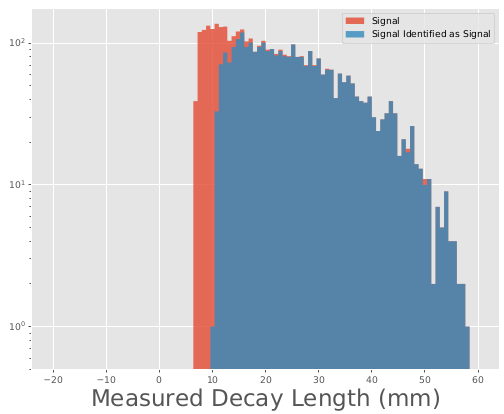 Signal
Signal Identified as Signal
10²
10¹
10⁰
−20 −10 0 10 20 30 40 50 60
Measured Decay Length (mm)